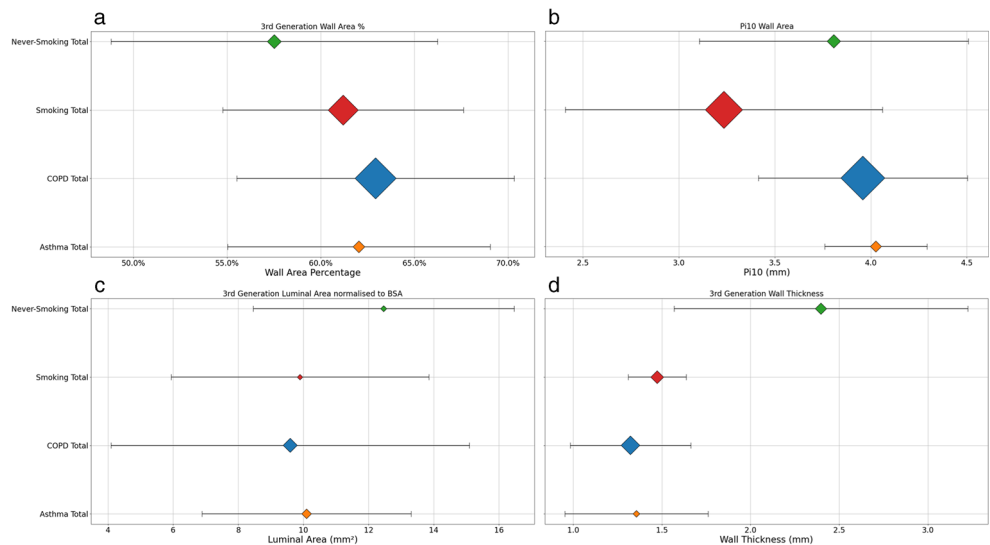 a
3rd Generation Wall Area %
Never-Smoking Total
Smoking Total
COPD Total
Asthma Total
50.0% 55.0% 60.0% 65.0% 70.0%
Wall Area Percentage
b
Pi10 Wall Area
2.5 3.0 3.5 4.0 4.5
Pi10 (mm)
c
3rd Generation Luminal Area normalised to BSA
Never-Smoking Total
Smoking Total
COPD Total
Asthma Total
4 6 8 10 12 14 16
Luminal Area (mm²)
d
3rd Generation Wall Thickness
1.0 1.5 2.0 2.5 3.0
Wall Thickness (mm)